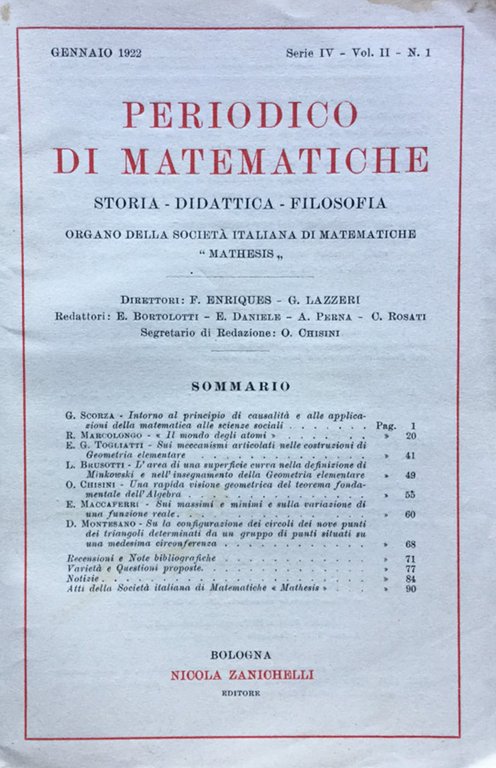 GENNAIO 1922 Serie IV - Vol. II - N. 1
PERIODICO
DI MATEMATICHE
STORIA - DIDATTICA - FILOSOFIA
ORGANO DELLA SOCIETÀ ITALIANA DI MATEMATICHE
“ MATHESIS „
DIRETTORI: F. ENRIQUES - G. LAZZERI
Redattori: E. BORTOLOTTI - E. DANIELE - A. PERNA - C. ROSATI
Segretario di Redazione: O. CHISINI
SOMMARIO
G. SCORZA - Intorno al principio di causalità e alle applica-
zioni della matematica alle scienze sociali . . . . . . Pag. 1
R. MARCOLONGO - « Il mondo degli atomi » . . . . . . . » 20
E. G. TOGLIATTI - Sui meccanismi articolati nelle costruzioni di
Geometria elementare . . . . . . . . . . . . » 41
L. BRUSOTTI - L'area di una superficie curva nella definizione di
Minkowski e nell'insegnamento della Geometria elementare » 49
O. CHISINI - Una rapida visione geometrica del teorema fonda-
mentale dell'Algebra . . . . . . . . . . . . » 55
E. MACCAFERRI - Sui massimi e minimi e sulla variazione di
una funzione reale . . . . . . . . . . . . . » 60
D. MONTESANO - Su la configurazione dei circoli dei nove punti
dei triangoli determinati da un gruppo di punti situati su
una medesima circonferenza . . . . . . . . . . » 68
Recensioni e Note bibliografiche . . . . . . . . . . » 71
Varietà e Questioni proposte. . . . . . . . . . . . » 77
Notizie . . . . . . . . . . . . . . . . . . » 84
Atti della Società italiana di Matematiche « Mathesis » . . . . » 90
BOLOGNA
NICOLA ZANICHELLI
EDITORE